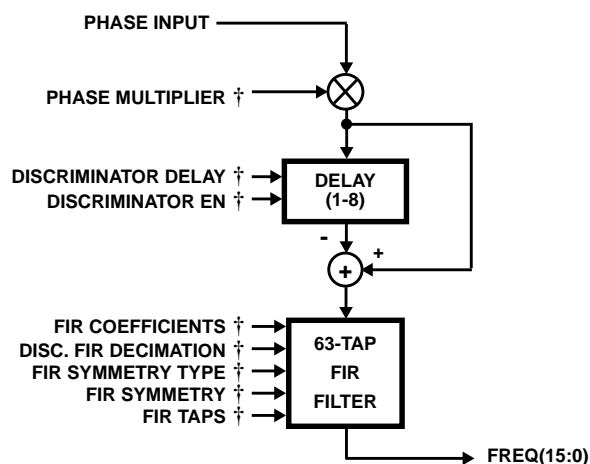 PHASE INPUT
PHASE MULTIPLIER †
DISCRIMINATOR DELAY †
DISCRIMINATOR EN †
DELAY
(1-8)
-
+
+
FIR COEFFICIENTS †
DISC. FIR DECIMATION †
FIR SYMMETRY TYPE †
FIR SYMMETRY †
FIR TAPS †
63-TAP
FIR
FILTER
FREQ(15:0)